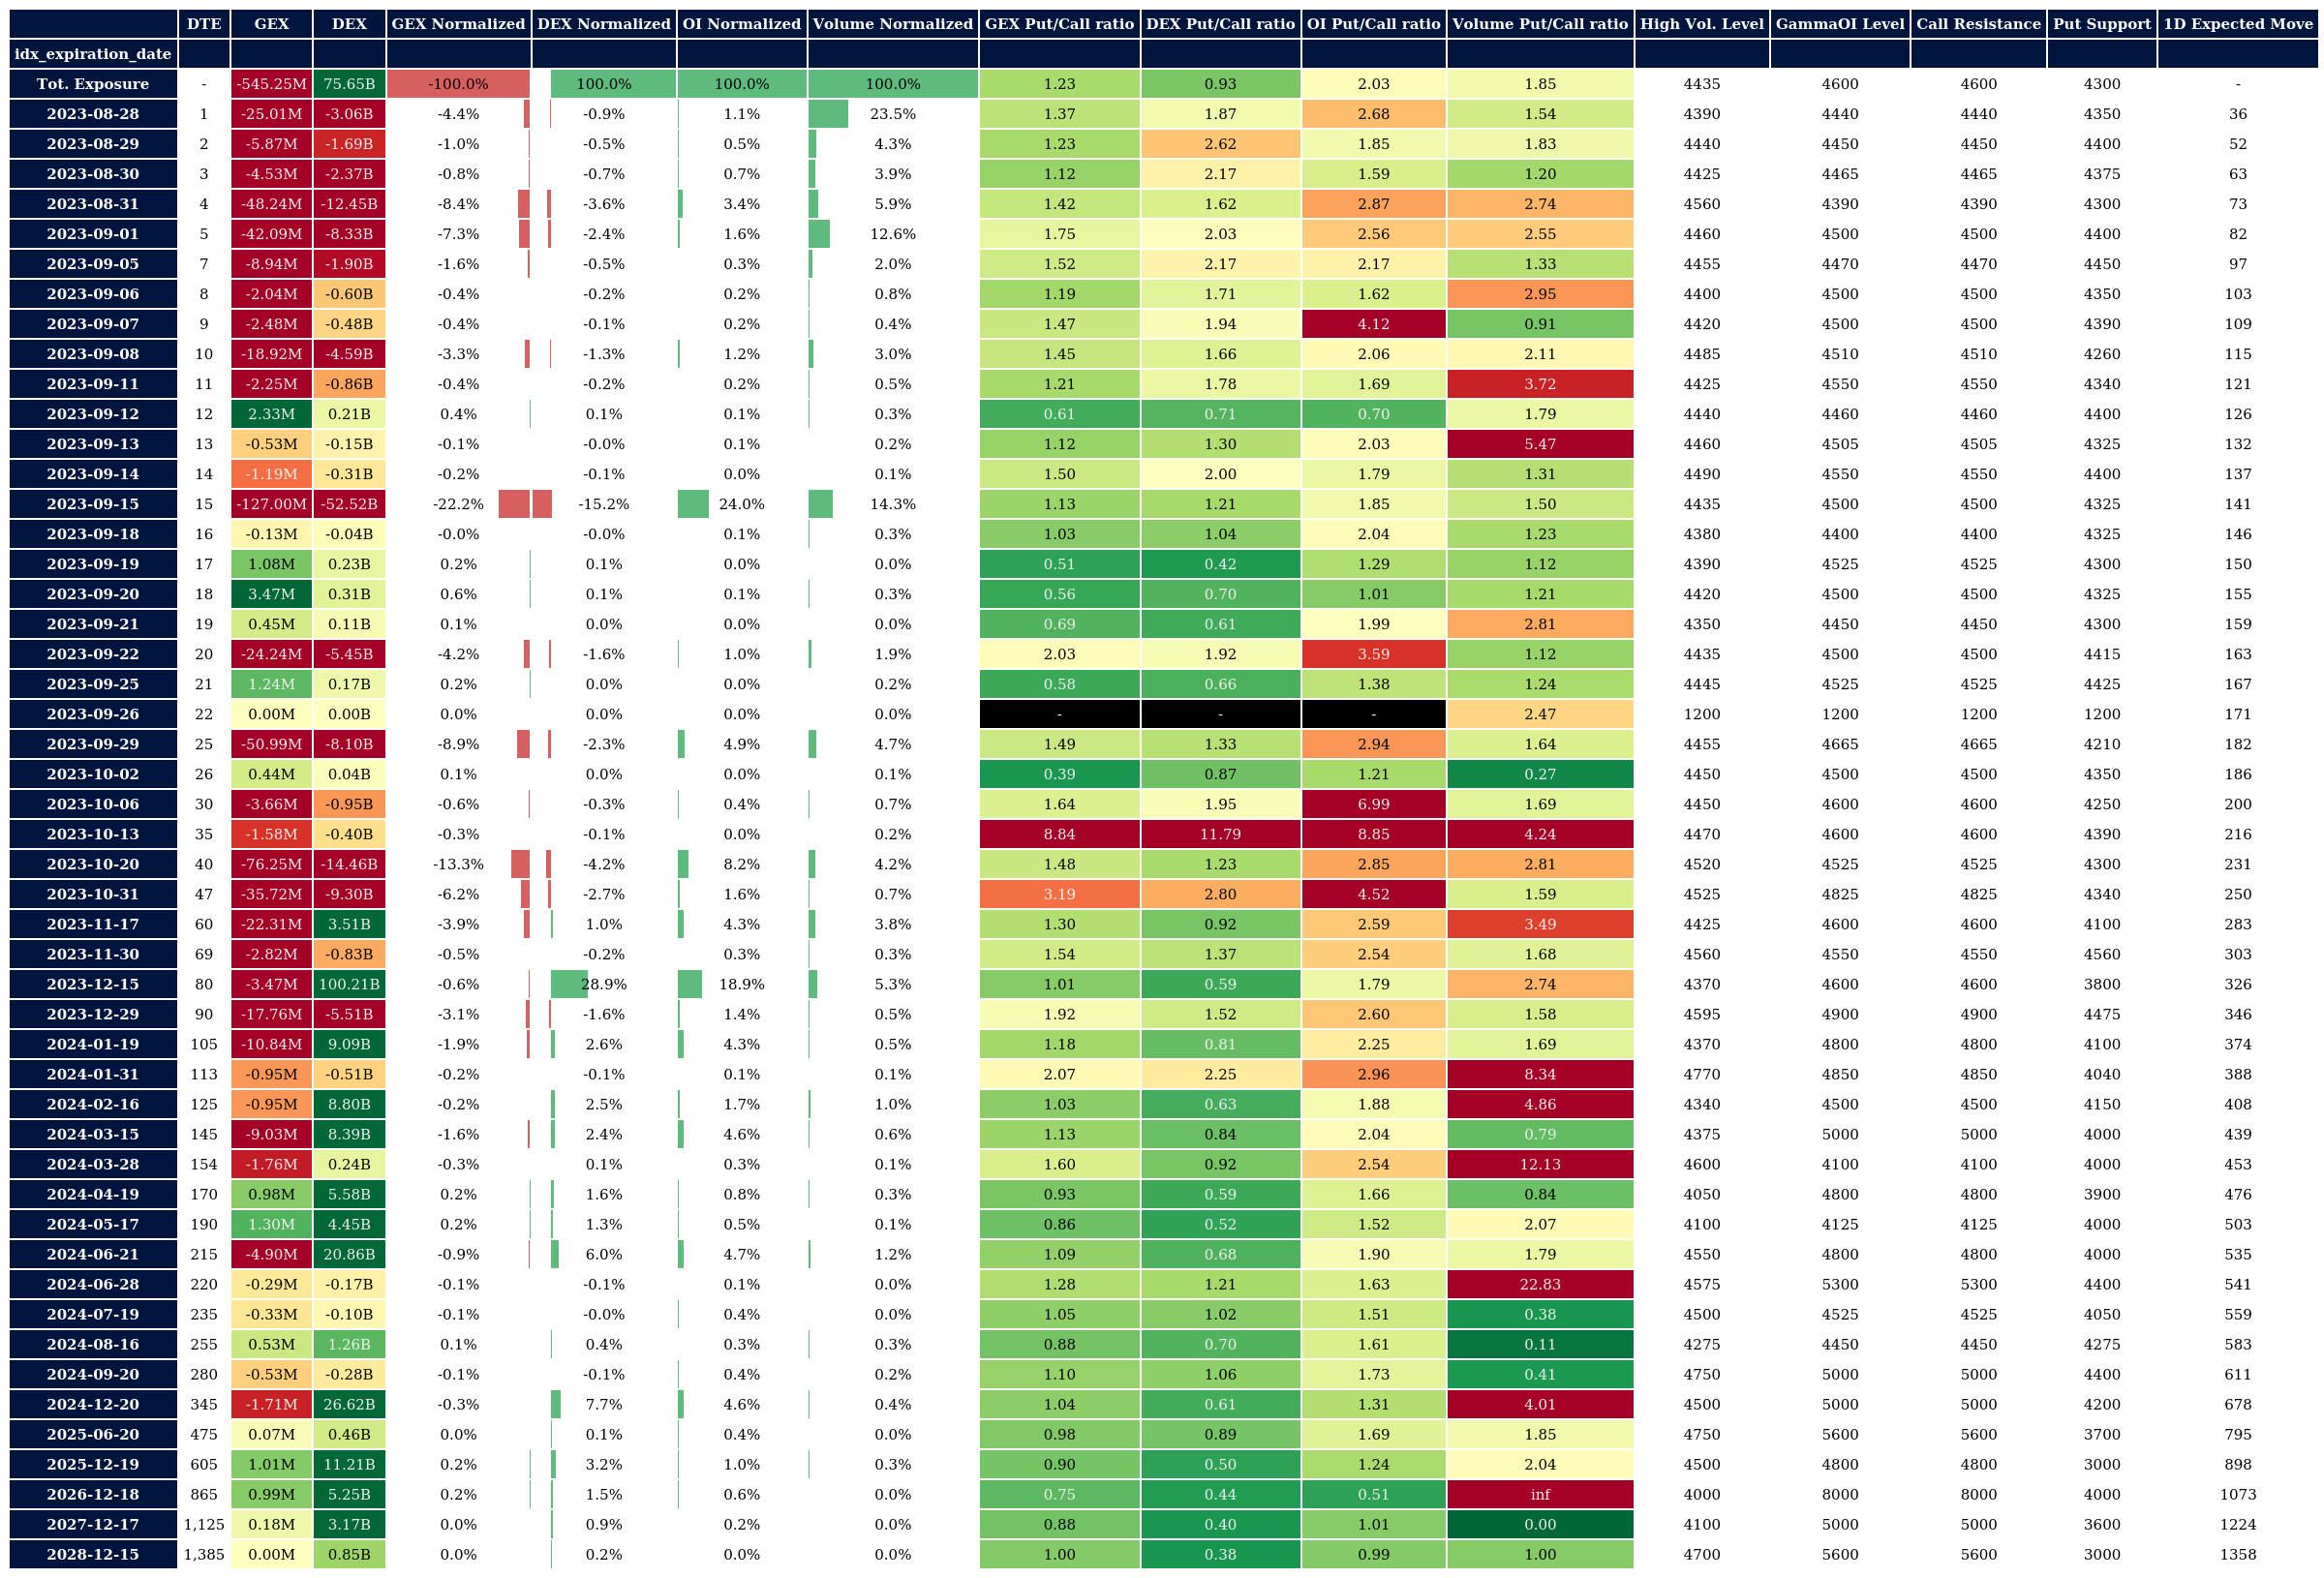 DTE GEX DEX GEX Normalized DEX Normalized OI Normalized Volume Normalized GEX Put/Call ratio DEX Put/Call ratio OI Put/Call ratio Volume Put/Call ratio High Vol. Level GammaOI Level Call Resistance Put Support 1D Expected Move
idx_expiration_date
Tot. Exposure - -545.25M 75.65B -100.0% 100.0% 100.0% 100.0% 1.23 0.93 2.03 1.85 4435 4600 4600 4300 -
2023-08-28 1 -25.01M -3.06B -4.4% -0.9% 1.1% 23.5% 1.37 1.87 2.68 1.54 4390 4440 4440 4350 36
2023-08-29 2 -5.87M -1.69B -1.0% -0.5% 0.5% 4.3% 1.23 2.62 1.85 1.83 4440 4450 4450 4400 52
2023-08-30 3 -4.53M -2.37B -0.8% -0.7% 0.7% 3.9% 1.12 2.17 1.59 1.20 4425 4465 4465 4375 63
2023-08-31 4 -48.24M -12.45B -8.4% -3.6% 3.4% 5.9% 1.42 1.62 2.87 2.74 4560 4390 4390 4300 73
2023-09-01 5 -42.09M -8.33B -7.3% -2.4% 1.6% 12.6% 1.75 2.03 2.56 2.55 4460 4500 4500 4400 82
2023-09-05 7 -8.94M -1.90B -1.6% -0.5% 0.3% 2.0% 1.52 2.17 2.17 1.33 4455 4470 4470 4450 97
2023-09-06 8 -2.04M -0.60B -0.4% -0.2% 0.2% 0.8% 1.19 1.71 1.62 2.95 4400 4500 4500 4350 103
2023-09-07 9 -2.48M -0.48B -0.4% -0.1% 0.2% 0.4% 1.47 1.94 4.12 0.91 4420 4500 4500 4390 109
2023-09-08 10 -18.92M -4.59B -3.3% -1.3% 1.2% 3.0% 1.45 1.66 2.06 2.11 4485 4510 4510 4260 115
2023-09-11 11 -2.25M -0.86B -0.4% -0.2% 0.2% 0.5% 1.21 1.78 1.69 3.72 4425 4550 4550 4340 121
2023-09-12 12 2.33M 0.21B 0.4% 0.1% 0.1% 0.3% 0.61 0.71 0.70 1.79 4440 4460 4460 4400 126
2023-09-13 13 -0.53M -0.15B -0.1% -0.0% 0.1% 0.2% 1.12 1.30 2.03 5.47 4460 4505 4505 4325 132
2023-09-14 14 -1.19M -0.31B -0.2% -0.1% 0.0% 0.1% 1.50 2.00 1.79 1.31 4490 4550 4550 4400 137
2023-09-15 15 -127.00M -52.52B -22.2% -15.2% 24.0% 14.3% 1.13 1.21 1.85 1.50 4435 4500 4500 4325 141
2023-09-18 16 -0.13M -0.04B -0.0% -0.0% 0.1% 0.3% 1.03 1.04 2.04 1.23 4380 4400 4400 4325 146
2023-09-19 17 1.08M 0.23B 0.2% 0.1% 0.0% 0.0% 0.51 0.42 1.29 1.12 4390 4525 4525 4300 150
2023-09-20 18 3.47M 0.31B 0.6% 0.1% 0.1% 0.3% 0.56 0.70 1.01 1.21 4420 4500 4500 4325 155
2023-09-21 19 0.45M 0.11B 0.1% 0.0% 0.0% 0.0% 0.69 0.61 1.99 2.81 4350 4450 4450 4300 159
2023-09-22 20 -24.24M -5.45B -4.2% -1.6% 1.0% 1.9% 2.03 1.92 3.59 1.12 4435 4500 4500 4415 163
2023-09-25 21 1.24M 0.17B 0.2% 0.0% 0.0% 0.2% 0.58 0.66 1.38 1.24 4445 4525 4525 4425 167
2023-09-26 22 0.00M 0.00B 0.0% 0.0% 0.0% 0.0% - - - 2.47 1200 1200 1200 1200 171
2023-09-29 25 -50.99M -8.10B -8.9% -2.3% 4.9% 4.7% 1.49 1.33 2.94 1.64 4455 4665 4665 4210 182
2023-10-02 26 0.44M 0.04B 0.1% 0.0% 0.0% 0.1% 0.39 0.87 1.21 0.27 4450 4500 4500 4350 186
2023-10-06 30 -3.66M -0.95B -0.6% -0.3% 0.4% 0.7% 1.64 1.95 6.99 1.69 4450 4600 4600 4250 200
2023-10-13 35 -1.58M -0.40B -0.3% -0.1% 0.0% 0.2% 8.84 11.79 8.85 4.24 4470 4600 4600 4390 216
2023-10-20 40 -76.25M -14.46B -13.3% -4.2% 8.2% 4.2% 1.48 1.23 2.85 2.81 4520 4525 4525 4300 231
2023-10-31 47 -35.72M -9.30B -6.2% -2.7% 1.6% 0.7% 3.19 2.80 4.52 1.59 4525 4825 4825 4340 250
2023-11-17 60 -22.31M 3.51B -3.9% 1.0% 4.3% 3.8% 1.30 0.92 2.59 3.49 4425 4600 4600 4100 283
2023-11-30 69 -2.82M -0.83B -0.5% -0.2% 0.3% 0.3% 1.54 1.37 2.54 1.68 4560 4550 4550 4560 303
2023-12-15 80 -3.47M 100.21B -0.6% 28.9% 18.9% 5.3% 1.01 0.59 1.79 2.74 4370 4600 4600 3800 326
2023-12-29 90 -17.76M -5.51B -3.1% -1.6% 1.4% 0.5% 1.92 1.52 2.60 1.58 4595 4900 4900 4475 346
2024-01-19 105 -10.84M 9.09B -1.9% 2.6% 4.3% 0.5% 1.18 0.81 2.25 1.69 4370 4800 4800 4100 374
2024-01-31 113 -0.95M -0.51B -0.2% -0.1% 0.1% 0.1% 2.07 2.25 2.96 8.34 4770 4850 4850 4040 388
2024-02-16 125 -0.95M 8.80B -0.2% 2.5% 1.7% 1.0% 1.03 0.63 1.88 4.86 4340 4500 4500 4150 408
2024-03-15 145 -9.03M 8.39B -1.6% 2.4% 4.6% 0.6% 1.13 0.84 2.04 0.79 4375 5000 5000 4000 439
2024-03-28 154 -1.76M 0.24B -0.3% 0.1% 0.3% 0.1% 1.60 0.92 2.54 12.13 4600 4100 4100 4000 453
2024-04-19 170 0.98M 5.58B 0.2% 1.6% 0.8% 0.3% 0.93 0.59 1.66 0.84 4050 4800 4800 3900 476
2024-05-17 190 1.30M 4.45B 0.2% 1.3% 0.5% 0.1% 0.86 0.52 1.52 2.07 4100 4125 4125 4000 503
2024-06-21 215 -4.90M 20.86B -0.9% 6.0% 4.7% 1.2% 1.09 0.68 1.90 1.79 4550 4800 4800 4000 535
2024-06-28 220 -0.29M -0.17B -0.1% -0.1% 0.1% 0.0% 1.28 1.21 1.63 22.83 4575 5300 5300 4400 541
2024-07-19 235 -0.33M -0.10B -0.1% -0.0% 0.4% 0.0% 1.05 1.02 1.51 0.38 4500 4525 4525 4050 559
2024-08-16 255 0.53M 1.26B 0.1% 0.4% 0.3% 0.3% 0.88 0.70 1.61 0.11 4275 4450 4450 4275 583
2024-09-20 280 -0.53M -0.28B -0.1% -0.1% 0.4% 0.2% 1.10 1.06 1.73 0.41 4750 5000 5000 4400 611
2024-12-20 345 -1.71M 26.62B -0.3% 7.7% 4.6% 0.4% 1.04 0.61 1.31 4.01 4500 5000 5000 4200 678
2025-06-20 475 0.07M 0.46B 0.0% 0.1% 0.4% 0.0% 0.98 0.89 1.69 1.85 4750 5600 5600 3700 795
2025-12-19 605 1.01M 11.21B 0.2% 3.2% 1.0% 0.3% 0.90 0.50 1.24 2.04 4500 4800 4800 3000 898
2026-12-18 865 0.99M 5.25B 0.2% 1.5% 0.6% 0.0% 0.75 0.44 0.51 inf 4000 8000 8000 4000 1073
2027-12-17 1,125 0.18M 3.17B 0.0% 0.9% 0.2% 0.0% 0.88 0.40 1.01 0.00 4100 5000 5000 3600 1224
2028-12-15 1,385 0.00M 0.85B 0.0% 0.2% 0.0% 0.0% 1.00 0.38 0.99 1.00 4700 5600 5600 3000 1358